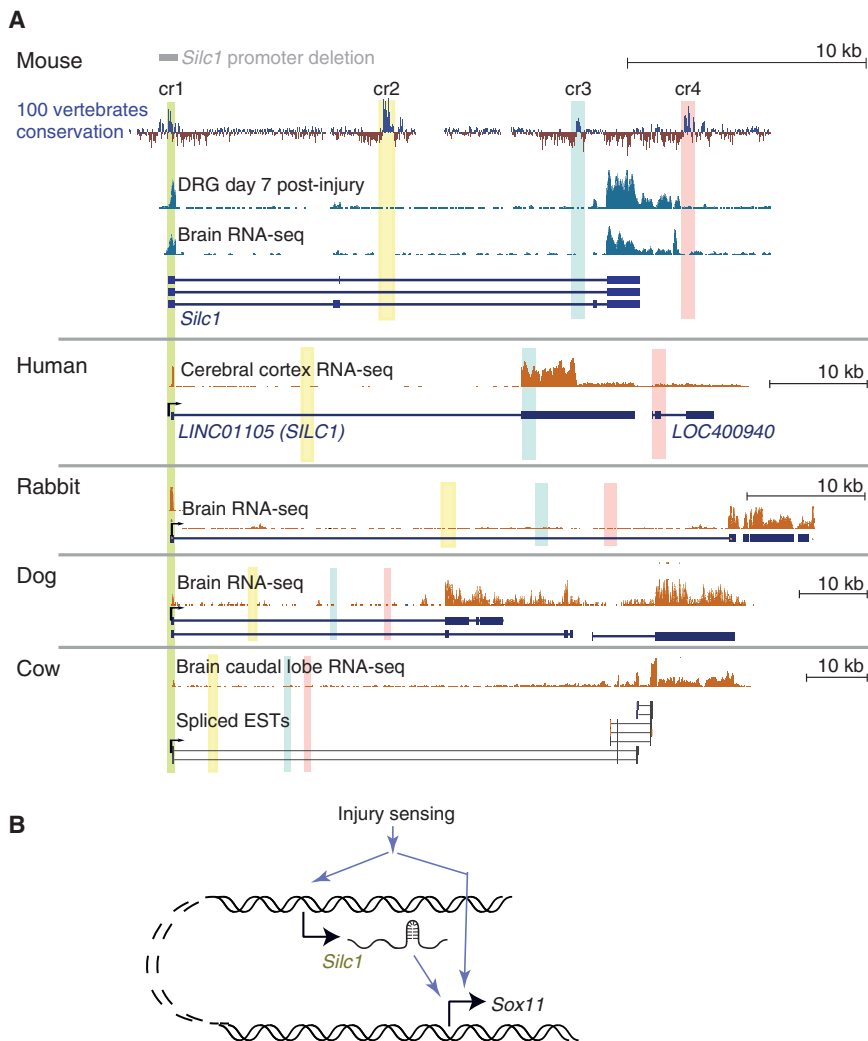 A
Silc1 promoter deletion
Mouse
10 kb
cr1 cr2 cr3 cr4
100 vertebrates
conservation
DRG day 7 post-injury
Brain RNA-seq
Silc1
Human
Cerebral cortex RNA-seq
10 kb
LINC01105 (SILC1)
LOC400940
Rabbit
10 kb
Brain RNA-seq
Dog
Brain RNA-seq
10 kb
Cow
Brain caudal lobe RNA-seq
10 kb
Spliced ESTs
B
Injury sensing
Silc1
Sox11